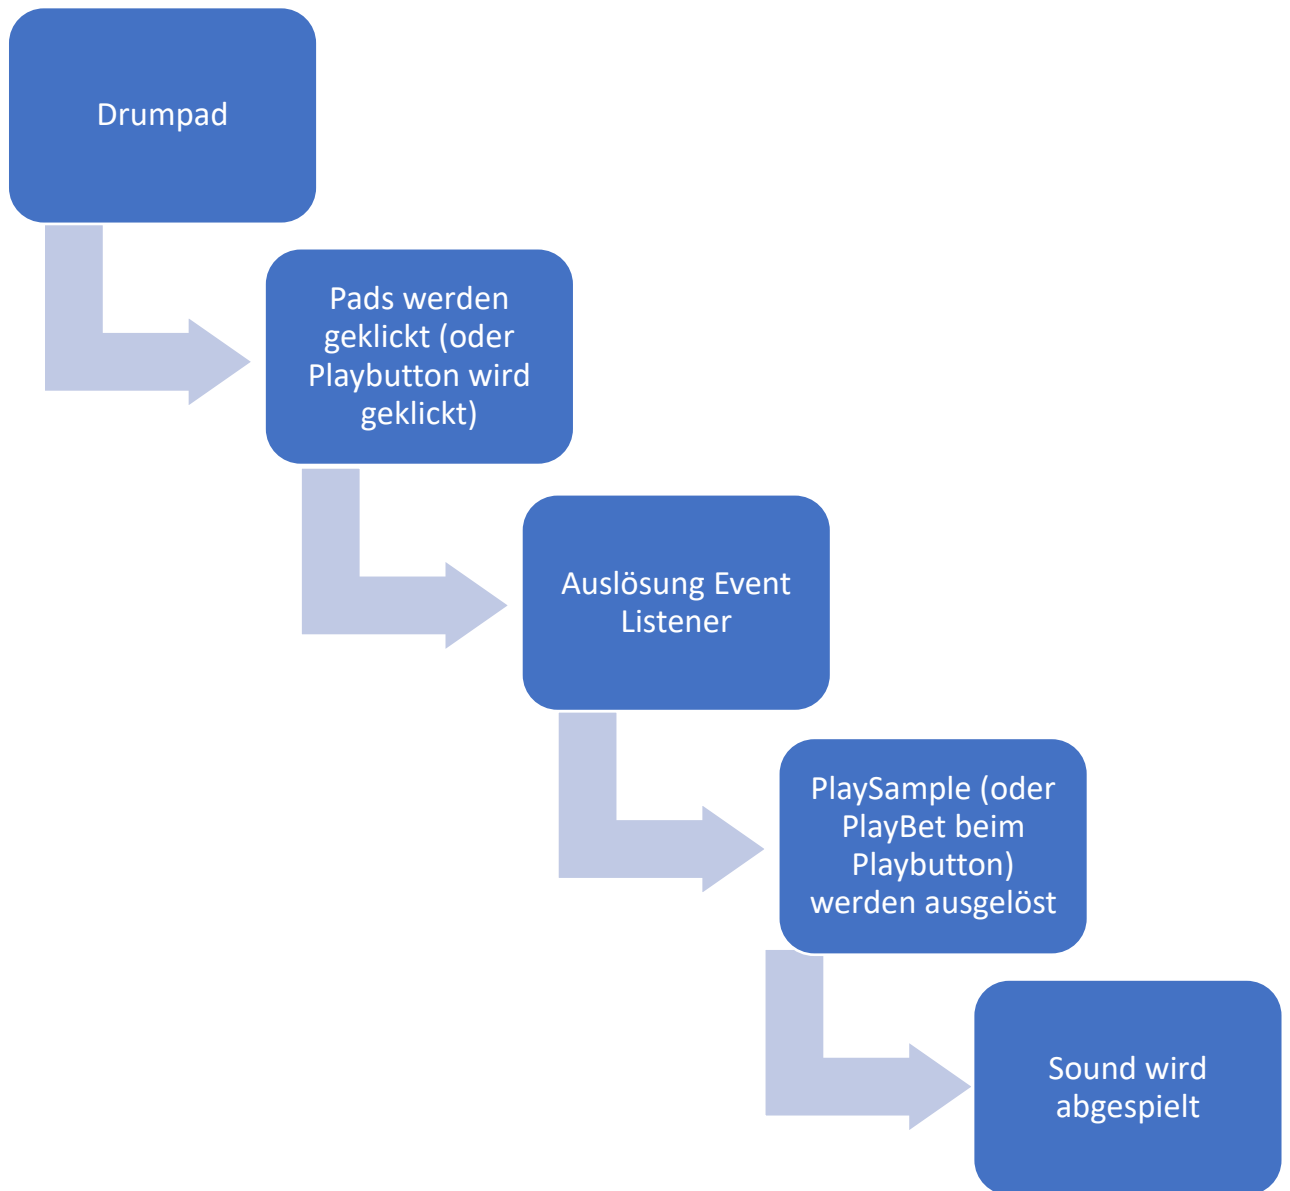 Drumpad
Pads werden
geklickt (oder
Playbutton wird
geklickt)
Auslösung Event
Listener
PlaySample (oder
PlayBet beim
Playbutton)
werden ausgelöst
Sound wird
abgespielt